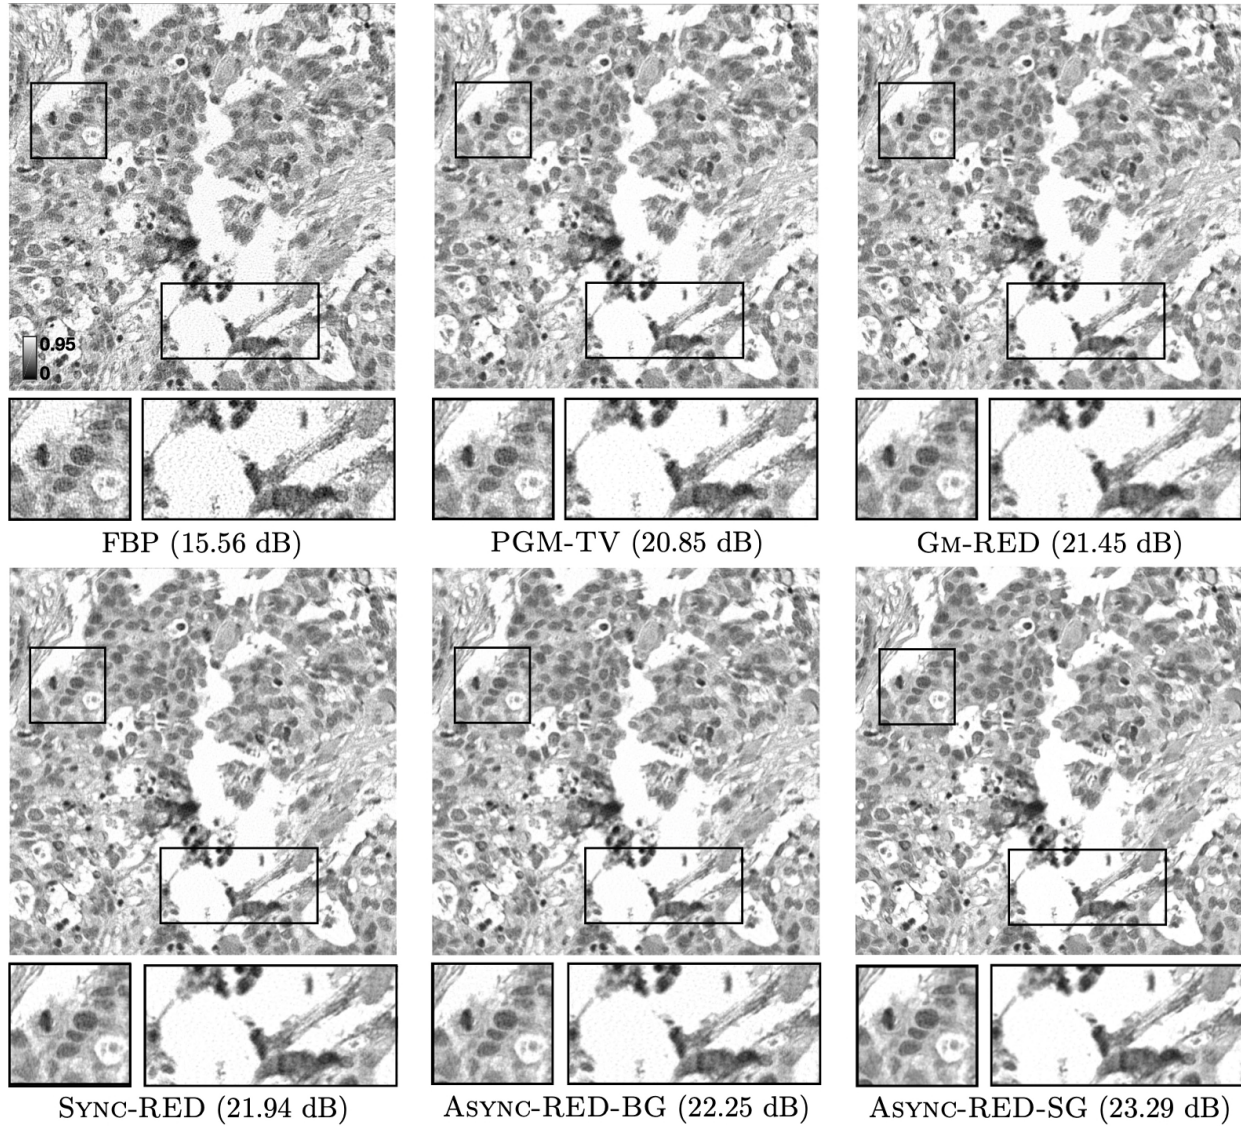 0.95
0
FBP (15.56 dB)
PGM-TV (20.85 dB)
GM-RED (21.45 dB)
SYNC-RED (21.94 dB)
ASYNC-RED-BG (22.25 dB)
ASYNC-RED-SG (23.29 dB)